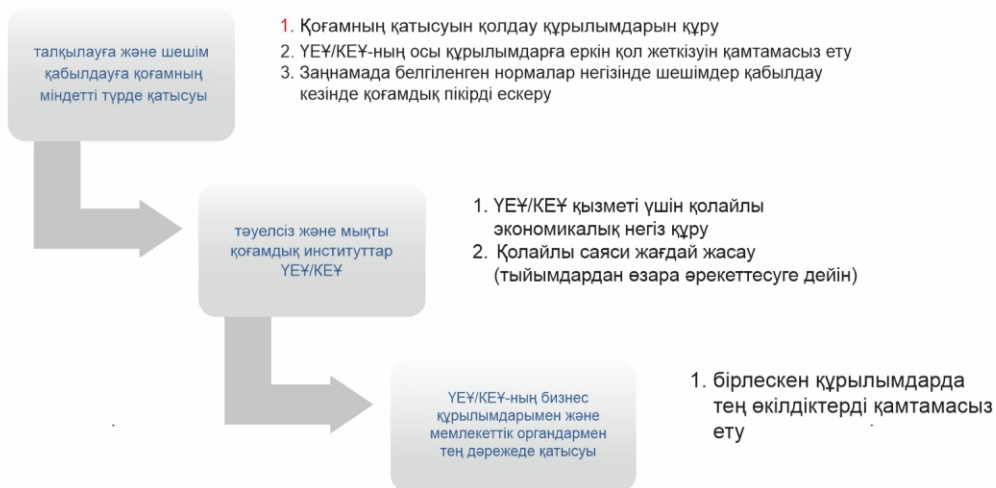 талқылауға және шешім
қабылдауға қоғамның
міндетті түрде қатысуы
1. Қоғамның қатысуын қолдау құрылымдарын құру
2. ҮЕҰ/КЕҰ-ның осы құрылымдарға еркін қол жеткізуін қамтамасыз ету
3. Заңнамада белгіленген нормалар негізінде шешімдер қабылдау
кезінде қоғамдық пікірді ескеру
тәуелсіз және мықты
қоғамдық институттар
ҮЕҰ/КЕҰ
1. ҮЕҰ/КЕҰ қызметі үшін қолайлы
экономикалық негіз құру
2. Қолайлы саяси жағдай жасау
(тыйымдардан өзара әрекеттесуге дейін)
ҮЕҰ/КЕҰ-ның бизнес
құрылымдарымен және
мемлекеттік органдармен
тең дәрежеде қатысуы
1. бірлескен құрылымдарда
тең өкілдіктерді қамтамасыз
ету